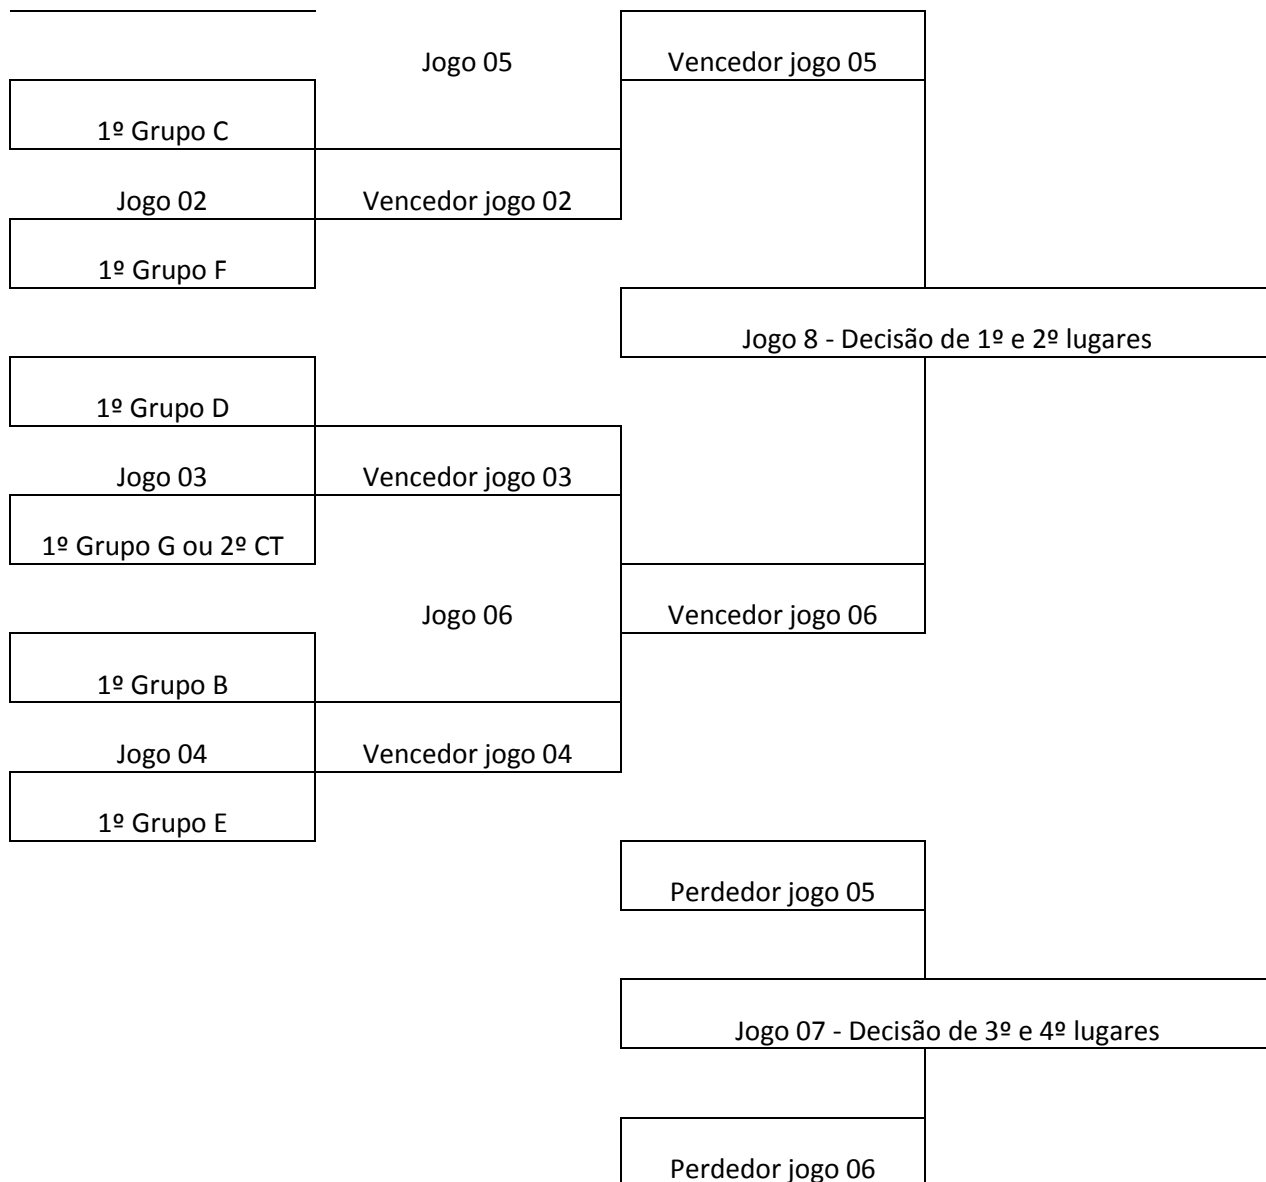 Jogo 05
Vencedor jogo 05
1º Grupo C
Jogo 02
Vencedor jogo 02
1º Grupo F
Jogo 8 - Decisão de 1º e 2º lugares
1º Grupo D
Jogo 03
Vencedor jogo 03
1º Grupo G ou 2º CT
Jogo 06
Vencedor jogo 06
1º Grupo B
Jogo 04
Vencedor jogo 04
1º Grupo E
Perdedor jogo 05
Jogo 07 - Decisão de 3º e 4º lugares
Perdedor jogo 06